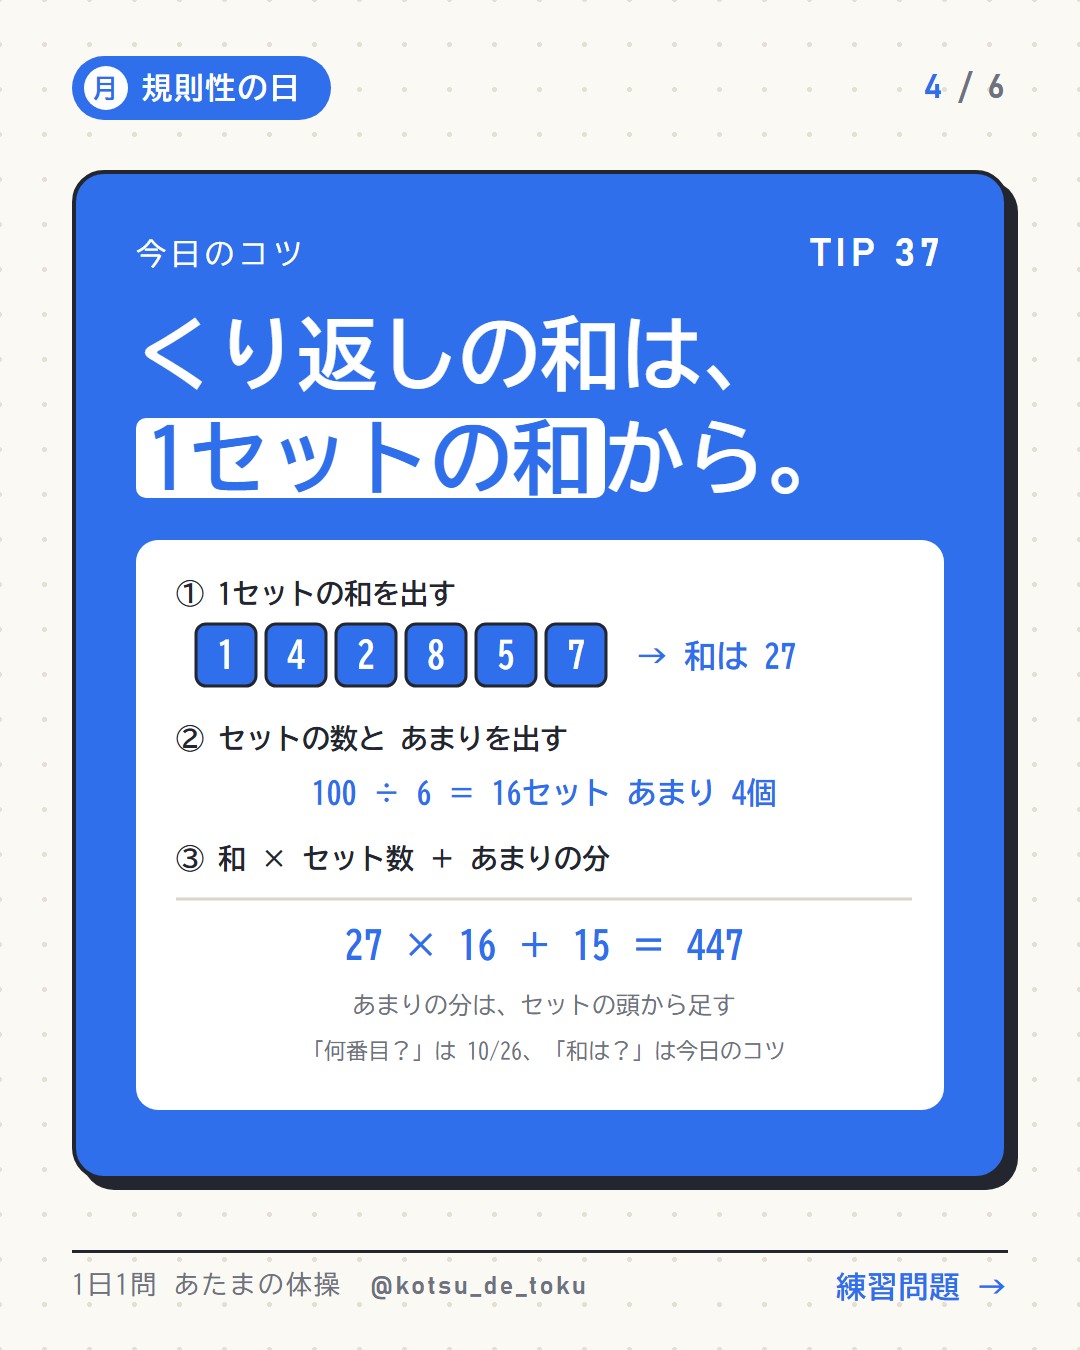 月 規則性の日
4 / 6
今日のコツ
TIP 37
くり返しの和は、
1セットの和から。
① 1セットの和を出す
1 4 2 8 5 7 → 和は 27
② セットの数と あまりを出す
100 ÷ 6 = 16セット あまり 4個
③ 和 × セット数 + あまりの分
27 × 16 + 15 = 447
あまりの分は、セットの頭から足す
「何番目？」は 10/26、「和は？」は今日のコツ
1日1問 あたまの体操 @kotsu_de_toku
練習問題 →